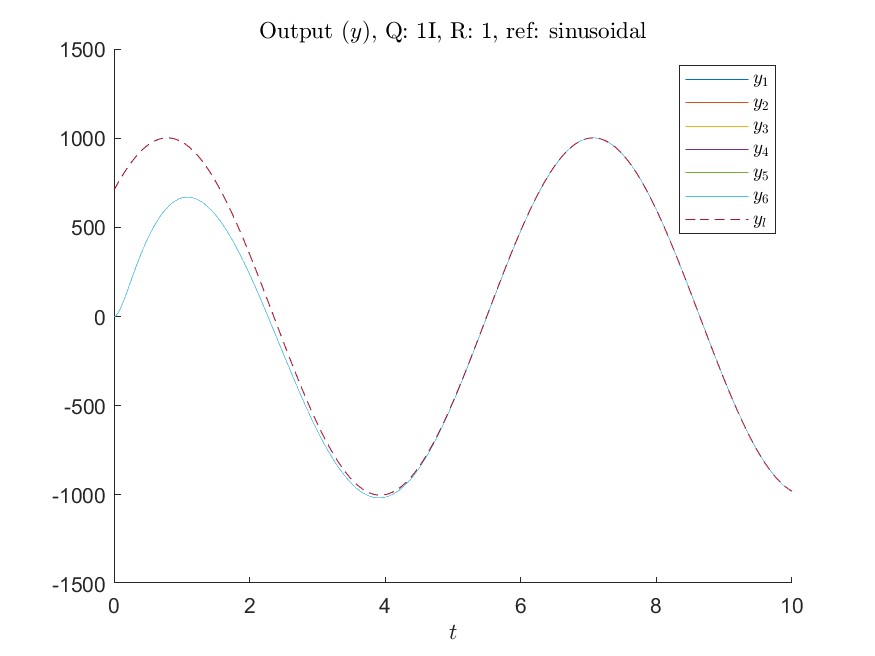 Output (y), Q: 1I, R: 1, ref: sinusoidal
1500
1000
500
0
-500
-1000
-1500
0 2 4 6 8 10
t
y1
y2
y3
y4
y5
y6
yl